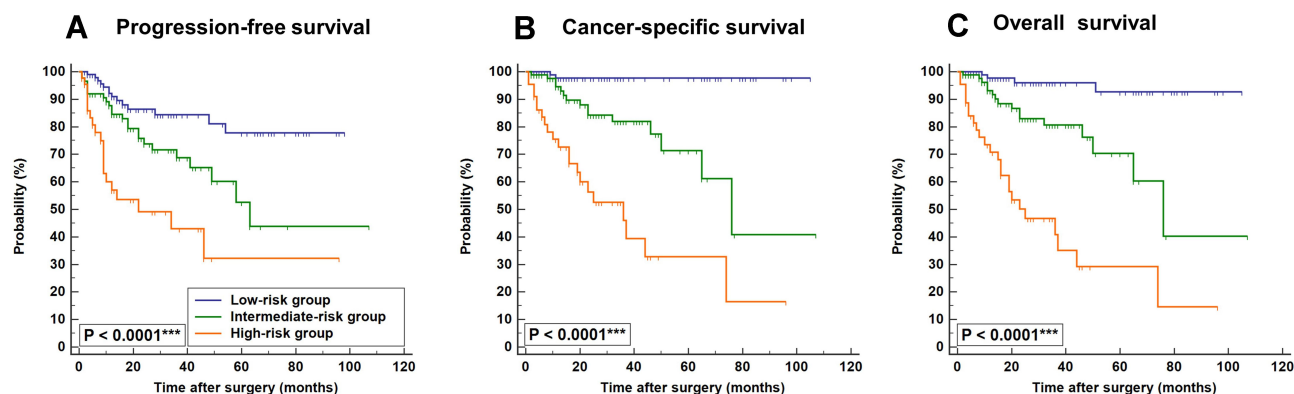 A Progression-free survival
100
90
80
70
60
50
40
30
20
10
0
Probability (%)
Low-risk group
Intermediate-risk group
High-risk group
P < 0.0001***
0 20 40 60 80 100 120
Time after surgery (months)
B Cancer-specific survival
100
90
80
70
60
50
40
30
20
10
0
Probability (%)
P < 0.0001***
0 20 40 60 80 100 120
Time after surgery (months)
C Overall survival
100
90
80
70
60
50
40
30
20
10
0
Probability (%)
P < 0.0001***
0 20 40 60 80 100 120
Time after surgery (months)